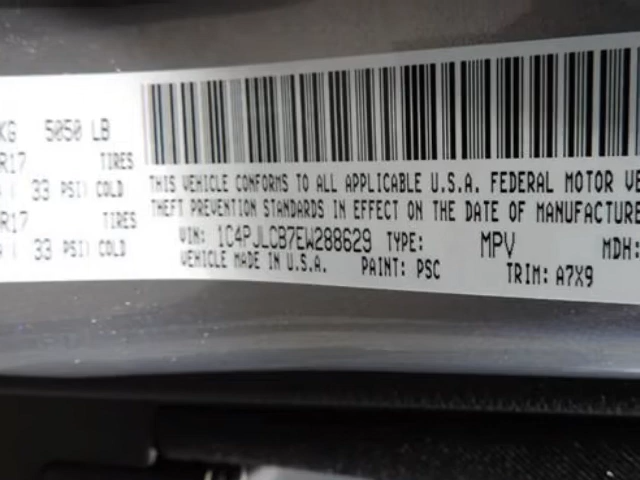 KG 5050 LB
R17 TIRES
( 33 PSI) COLD
R17 TIRES
( 33 PSI) COLD
THIS VEHICLE CONFORMS TO ALL APPLICABLE U.S.A. FEDERAL MOTOR VE
THEFT PREVENTION STANDARDS IN EFFECT ON THE DATE OF MANUFACTURE
VIN: 1C4PJLCB7EW288629 TYPE: MPV MDH:
VEHICLE MADE IN U.S.A. PAINT: PSC TRIM: A7X9